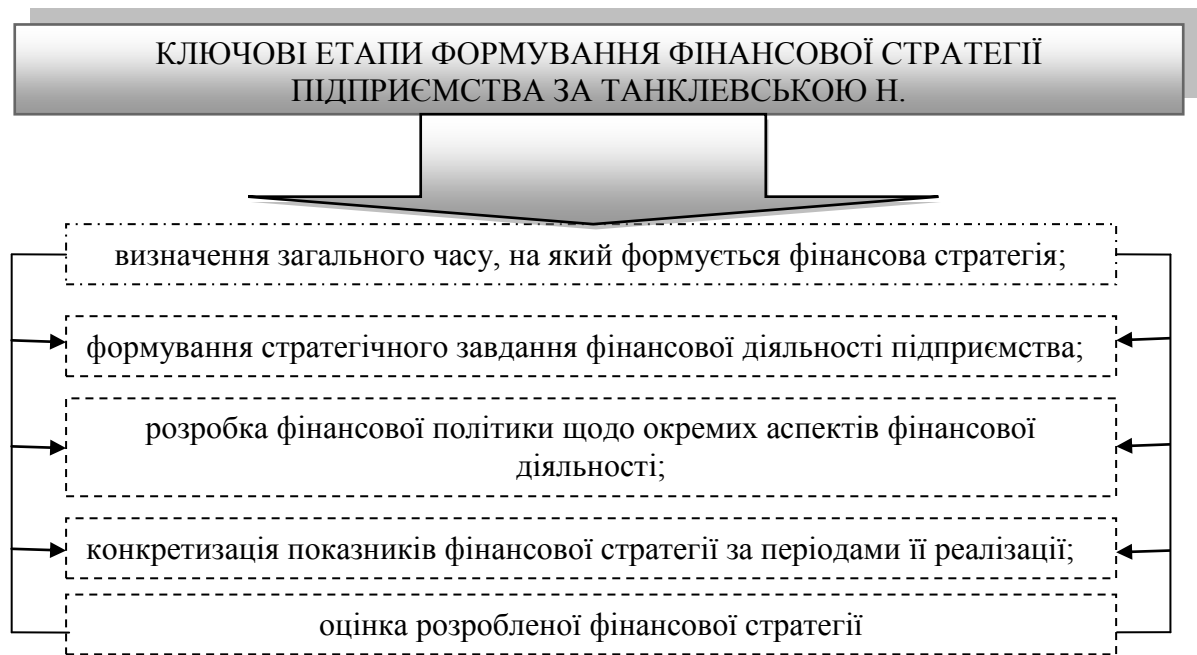 КЛЮЧОВІ ЕТАПИ ФОРМУВАННЯ ФІНАНСОВОЇ СТРАТЕГІЇ
ПІДПРИЄМСТВА ЗА ТАНКЛЕВСЬКОЮ Н.
визначення загального часу, на який формується фінансова стратегія;
формування стратегічного завдання фінансової діяльності підприємства;
розробка фінансової політики щодо окремих аспектів фінансової
діяльності;
конкретизація показників фінансової стратегії за періодами її реалізації;
оцінка розробленої фінансової стратегії